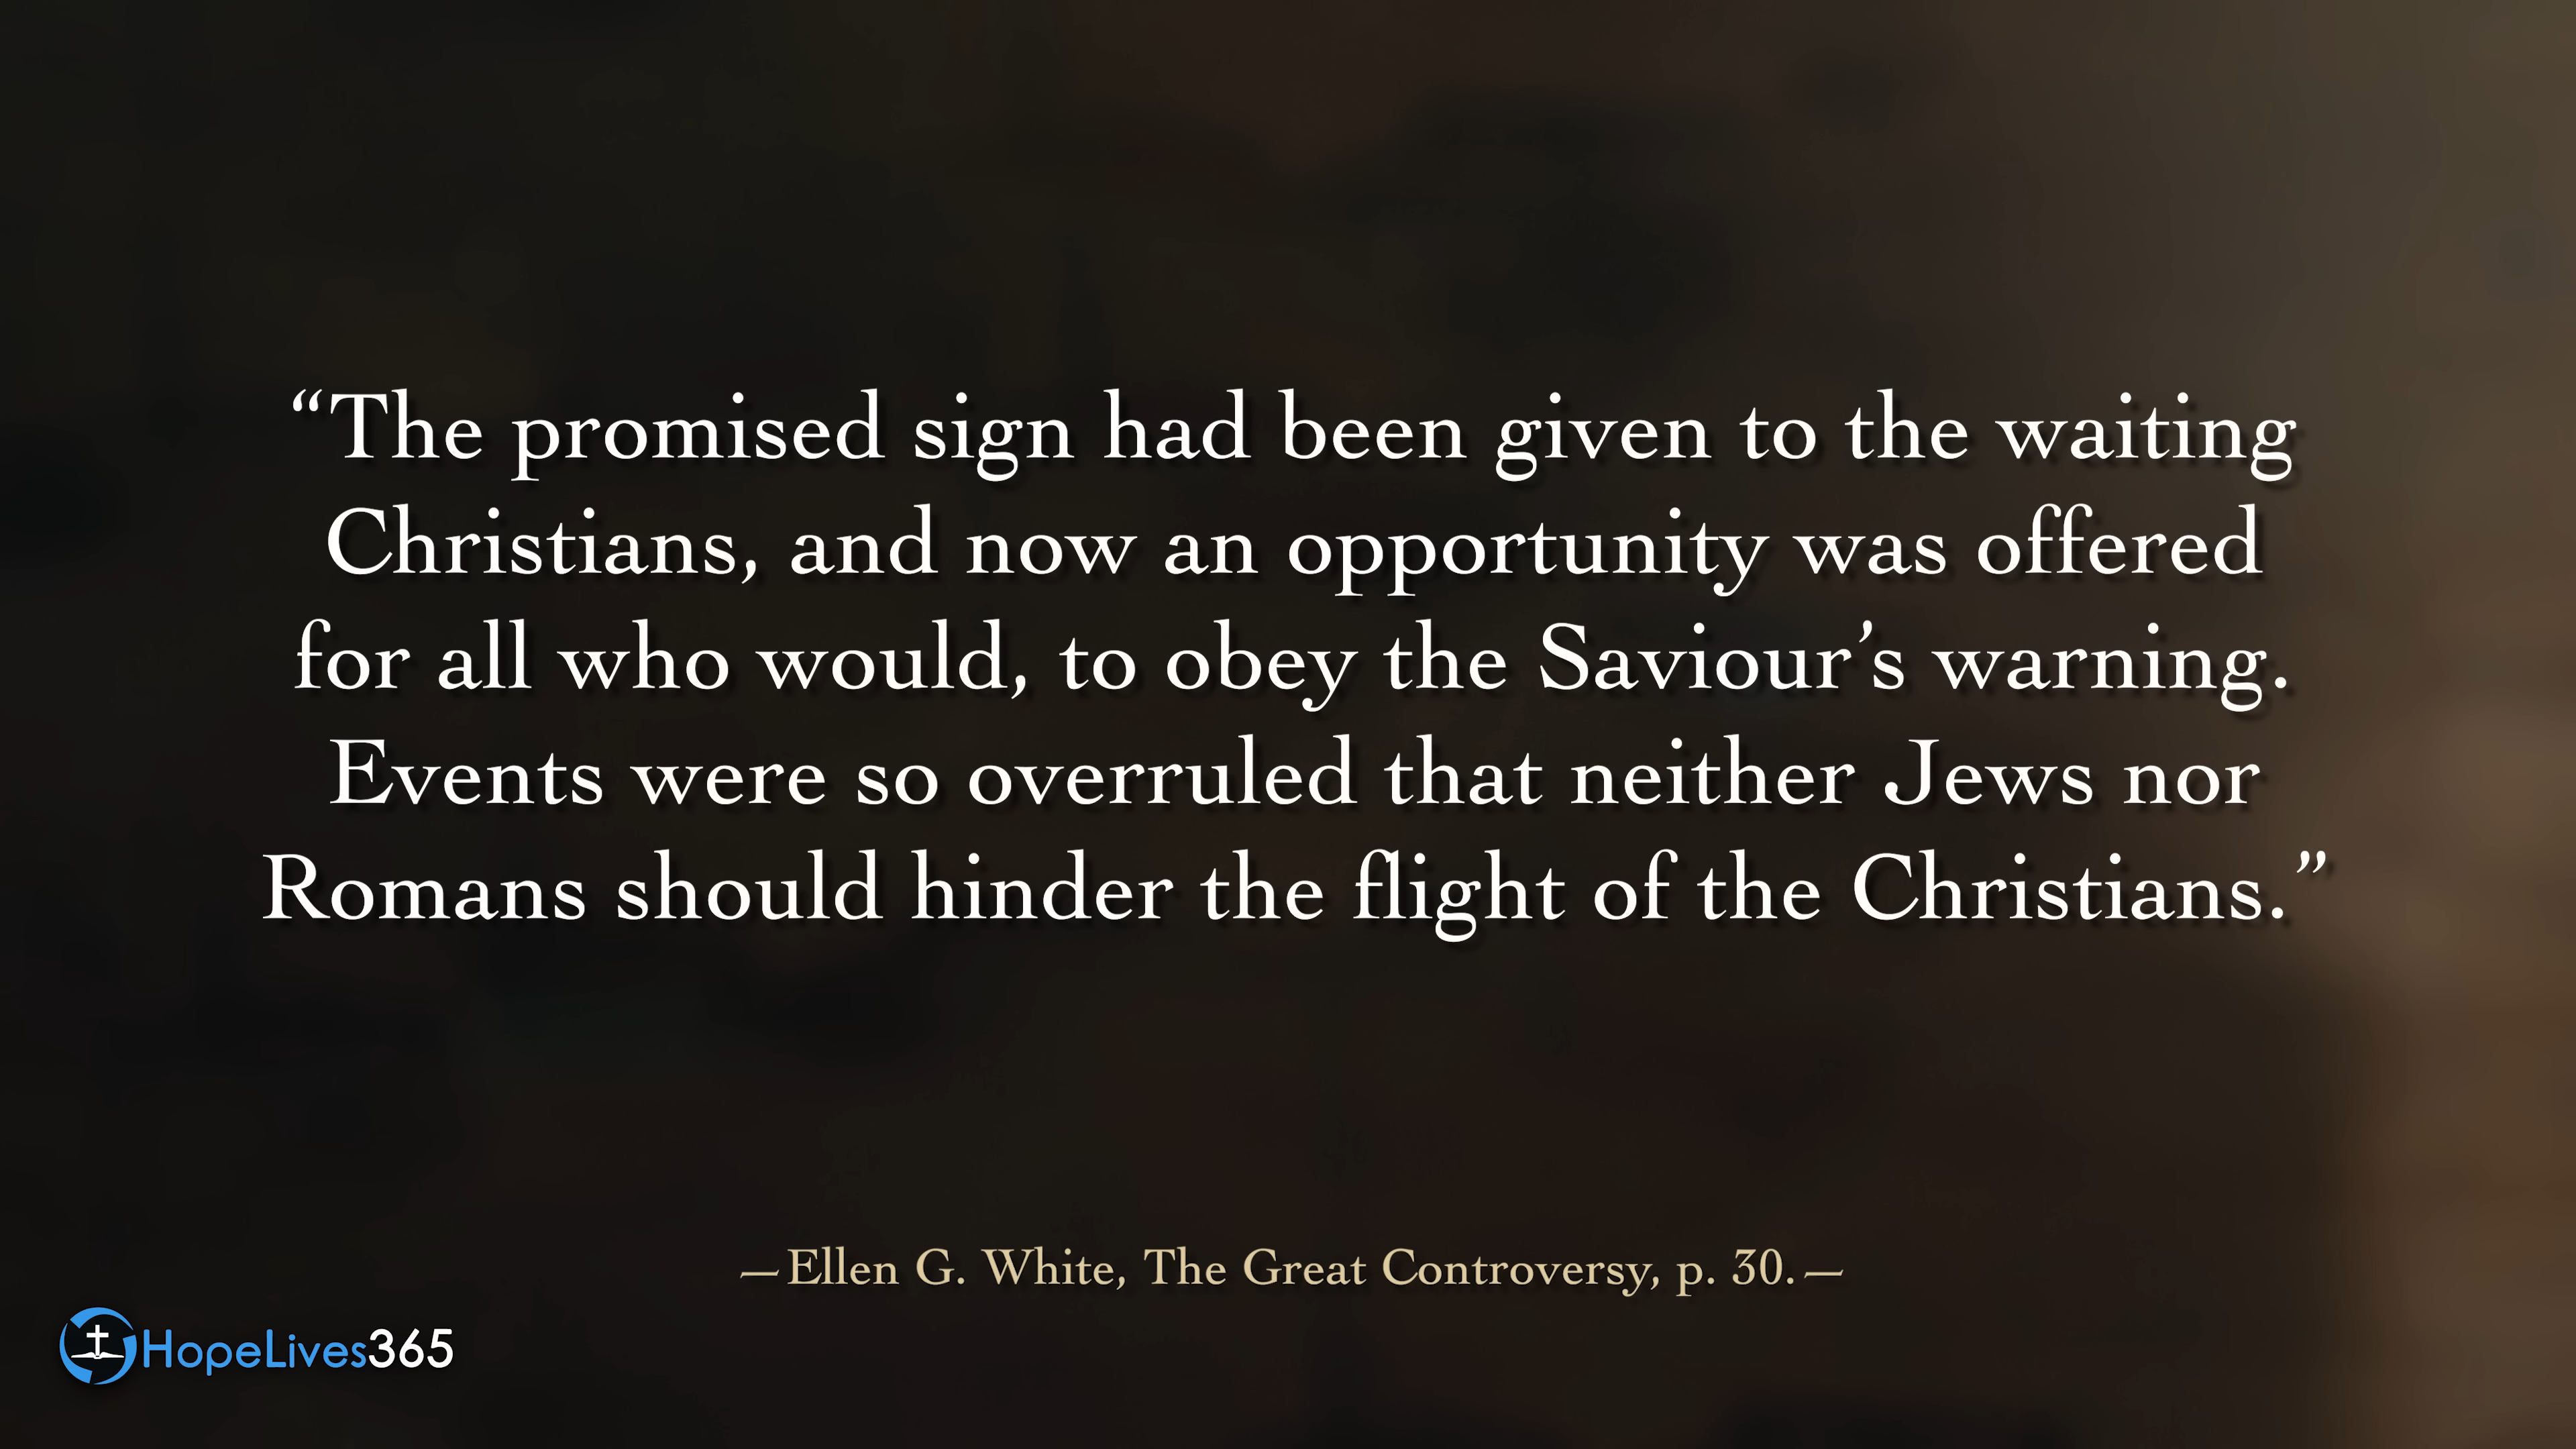 “The promised sign had been given to the waiting
Christians, and now an opportunity was offered
for all who would, to obey the Saviour’s warning.
Events were so overruled that neither Jews nor
Romans should hinder the flight of the Christians.”
—Ellen G. White, The Great Controversy, p. 30.—
HopeLives365